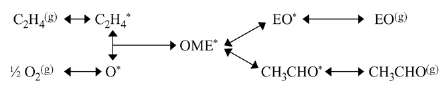 C₂H₄(g) ↔ C₂H₄* EO* ↔ EO(g)
OME*
½ O₂(g) ↔ O* CH₃CHO* ↔ CH₃CHO(g)